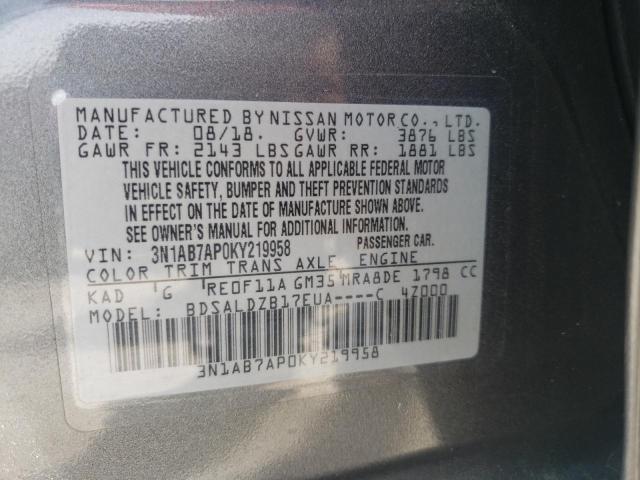 MANUFACTURED BY NISSAN MOTOR CO., LTD.
DATE: 08/18. GVWR: 3876 LBS
GAWR FR: 2143 LBS GAWR RR: 1881 LBS
THIS VEHICLE CONFORMS TO ALL APPLICABLE FEDERAL MOTOR
VEHICLE SAFETY, BUMPER AND THEFT PREVENTION STANDARDS
IN EFFECT ON THE DATE OF MANUFACTURE SHOWN ABOVE.
SEE OWNER'S MANUAL FOR ADDITIONAL INFORMATION.
VIN: 3N1AB7AP0KY219958 PASSENGER CAR.
COLOR TRIM TRANS AXLE ENGINE
KAD G RE0F11A GM35 MRA8DE 1798 CC
MODEL: BDSALDZB17EUA----C 4Z000
3N1AB7AP0KY219958